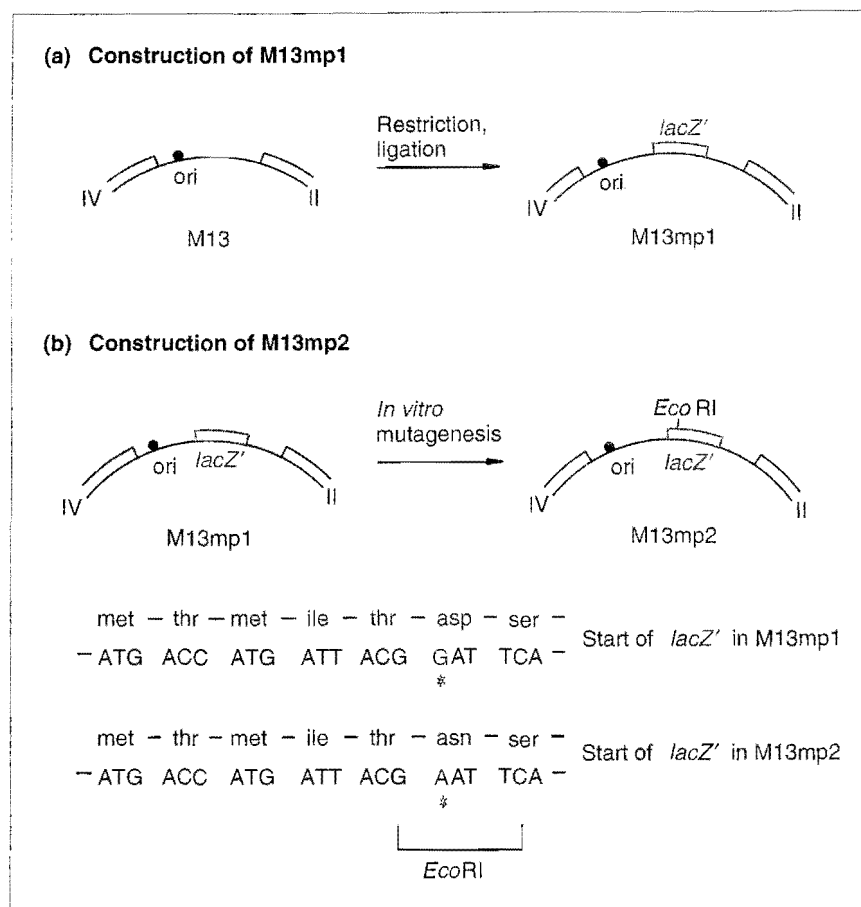 (a) Construction of M13mp1
Restriction,
ligation
lacZ'
ori
ori.
IV
II
IV
II
M13
M13mp1
(b) Construction of M13mp2
In vitro
mutagenesis
Eco RI
ori
lacZ'
ori
lacZ'
IV
II
IV
II
M13mp1
M13mp2
met – thr – met – ile – thr – asp – ser –
Start of lacZ' in M13mp1
– ATG ACC ATG ATT ACG GAT TCA –
*
met – thr – met – ile – thr – asn – ser –
Start of lacZ' in M13mp2
– ATG ACC ATG ATT ACG AAT TCA –
*
EcoRI